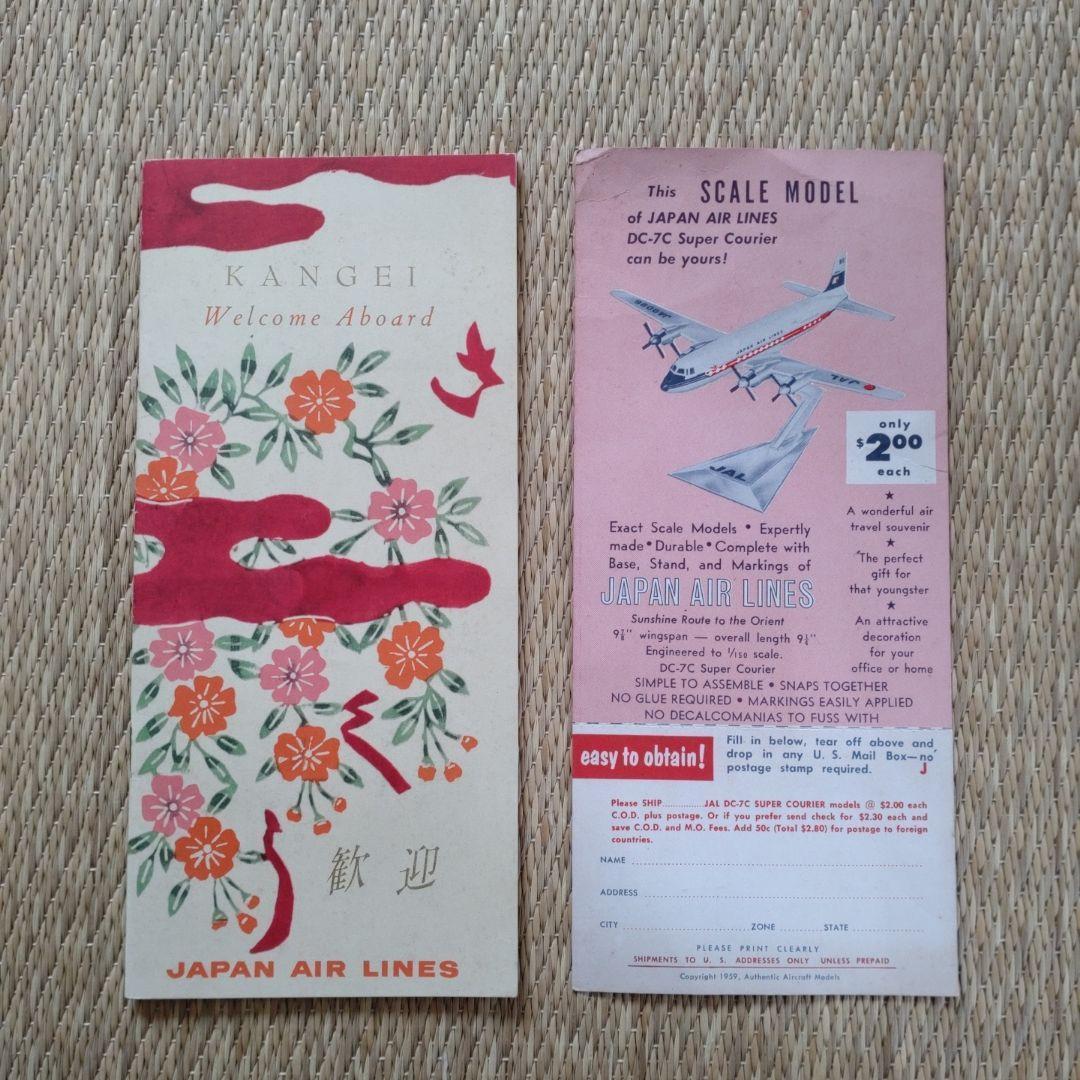 KANGEI
Welcome Aboard
歓 迎
JAPAN AIR LINES
This SCALE MODEL
of JAPAN AIR LINES
DC-7C Super Courier
can be yours!
JAPAN AIR LINES
JAL
JAL
only
$2.00
each
★
A wonderful air
travel souvenir
★
"The perfect
gift for
that youngster
★
An attractive
decoration
for your
office or home
Exact Scale Models • Expertly
made • Durable • Complete with
Base, Stand, and Markings of
JAPAN AIR LINES
Sunshine Route to the Orient
9⅞" wingspan — overall length 9¼"
Engineered to 1/150 scale.
DC-7C Super Courier
SIMPLE TO ASSEMBLE • SNAPS TOGETHER
NO GLUE REQUIRED • MARKINGS EASILY APPLIED
NO DECALCOMANIAS TO FUSS WITH
easy to obtain!
Fill in below, tear off above and
drop in any U. S. Mail Box—no
postage stamp required. J
Please SHIP.............. JAL DC-7C SUPER COURIER models @ $2.00 each
C.O.D. plus postage. Or if you prefer send check for $2.30 each and
save C.O.D. and M.O. Fees. Add 50c (Total $2.80) for postage to foreign
countries.
NAME
ADDRESS
CITY ZONE STATE
PLEASE PRINT CLEARLY
SHIPMENTS TO U. S. ADDRESSES ONLY UNLESS PREPAID
Copyright 1959, Authentic Aircraft Models